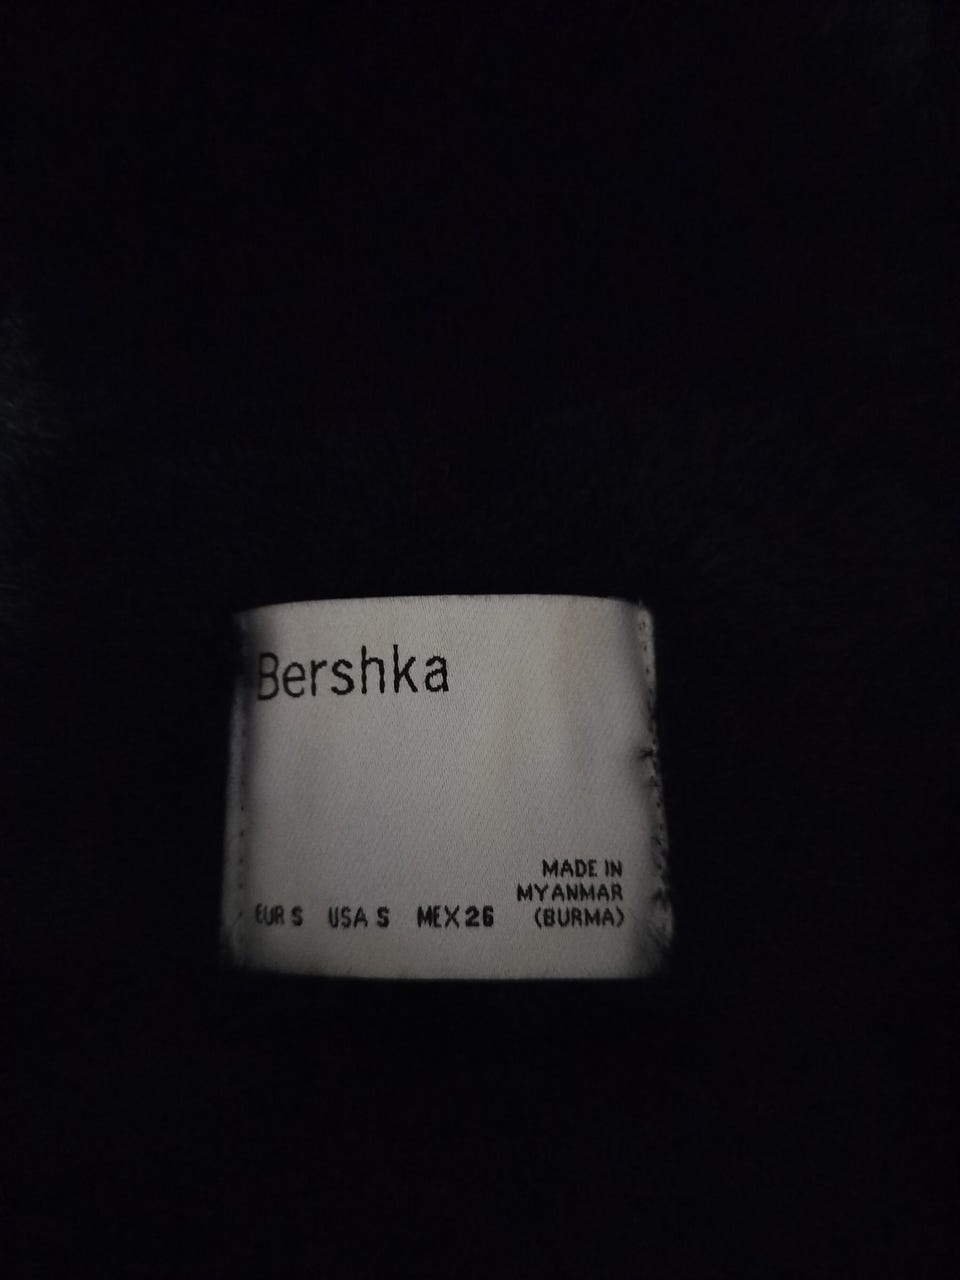 Bershka
MADE IN
MYANMAR
EUR S USA S MEX 26 (BURMA)